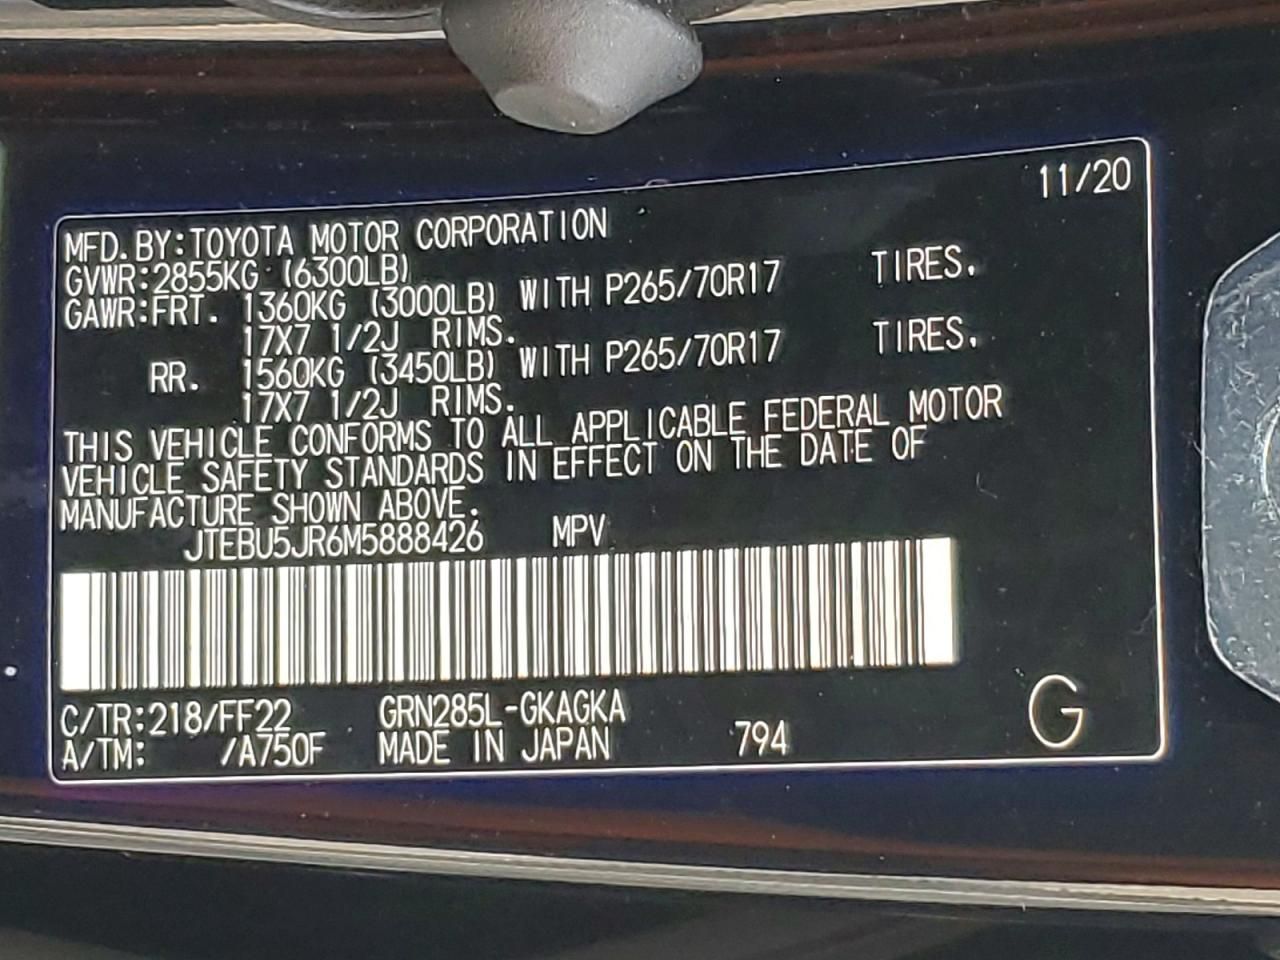 11/20
MFD.BY:TOYOTA MOTOR CORPORATION
GVWR:2855KG (6300LB)
GAWR:FRT. 1360KG (3000LB) WITH P265/70R17 TIRES.
17X7 1/2J RIMS.
RR. 1560KG (3450LB) WITH P265/70R17 TIRES.
17X7 1/2J RIMS.
THIS VEHICLE CONFORMS TO ALL APPLICABLE FEDERAL MOTOR
VEHICLE SAFETY STANDARDS IN EFFECT ON THE DATE OF
MANUFACTURE SHOWN ABOVE.
JTEBU5JR6M5888426 MPV
C/TR:218/FF22 GRN285L-GKAGKA
A/TM: /A750F MADE IN JAPAN 794 G